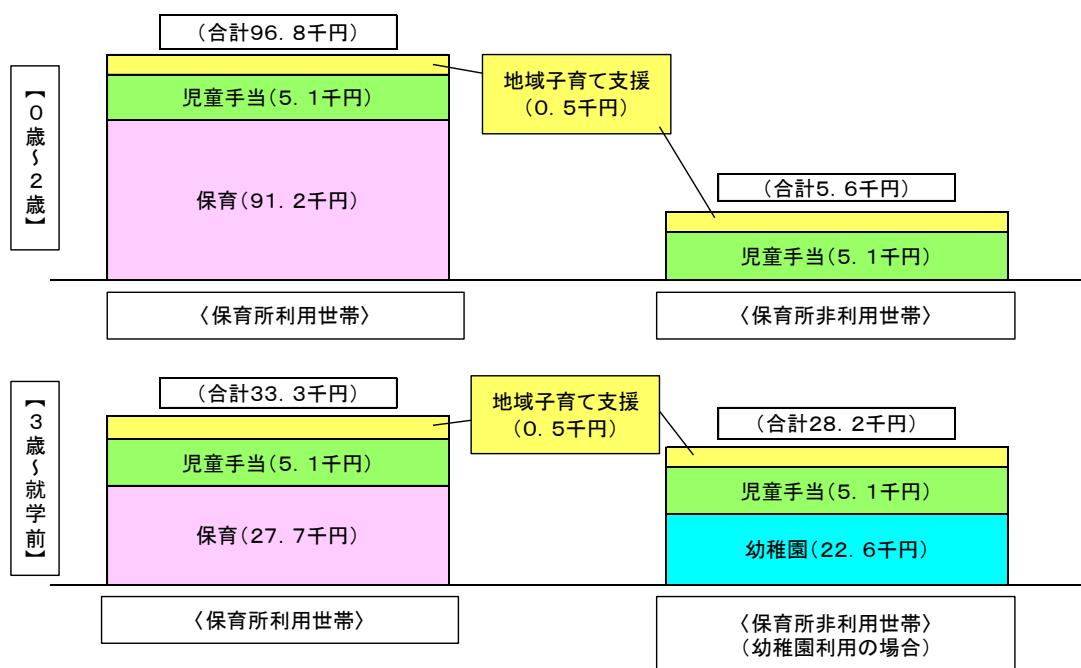 【0歳~2歳】
(合計96.8千円)
地域子育て支援
(0.5千円)
児童手当(5.1千円)
保育(91.2千円)
(合計5.6千円)
児童手当(5.1千円)
〈保育所利用世帯〉
〈保育所非利用世帯〉
【3歳~就学前】
(合計33.3千円)
地域子育て支援
(0.5千円)
(合計28.2千円)
児童手当(5.1千円)
児童手当(5.1千円)
保育(27.7千円)
幼稚園(22.6千円)
〈保育所利用世帯〉
〈保育所非利用世帯〉
(幼稚園利用の場合)